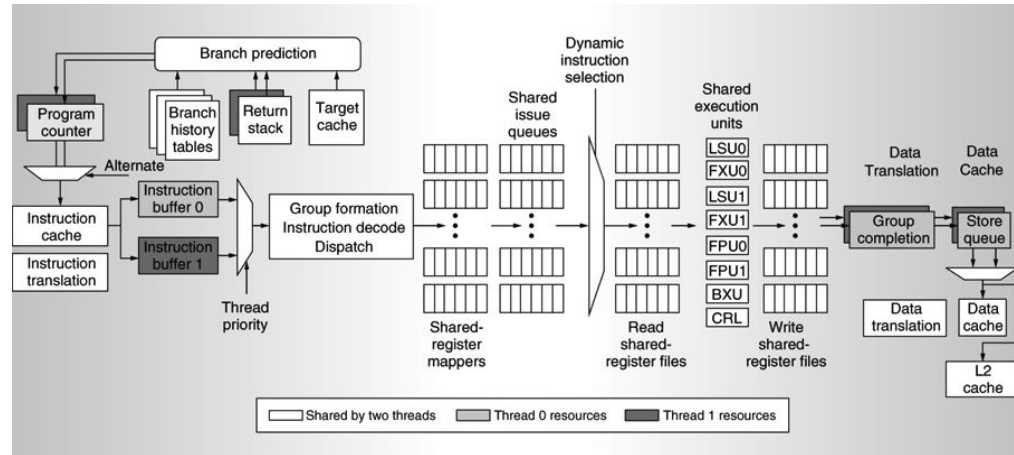 Branch prediction
Program
counter
Branch
history
tables
Return
stack
Target
cache
Alternate
Instruction
cache
Instruction
translation
Instruction
buffer 0
Instruction
buffer 1
Thread
priority
Group formation
Instruction decode
Dispatch
Shared-
register
mappers
Shared
issue
queues
Dynamic
instruction
selection
Read
shared-
register files
Shared
execution
units
LSU0
FXU0
LSU1
FXU1
FPU0
FPU1
BXU
CRL
Write
shared-
register files
Data
Translation
Data
Cache
Group
completion
Store
queue
Data
translation
Data
cache
L2
cache
Shared by two threads
Thread 0 resources
Thread 1 resources